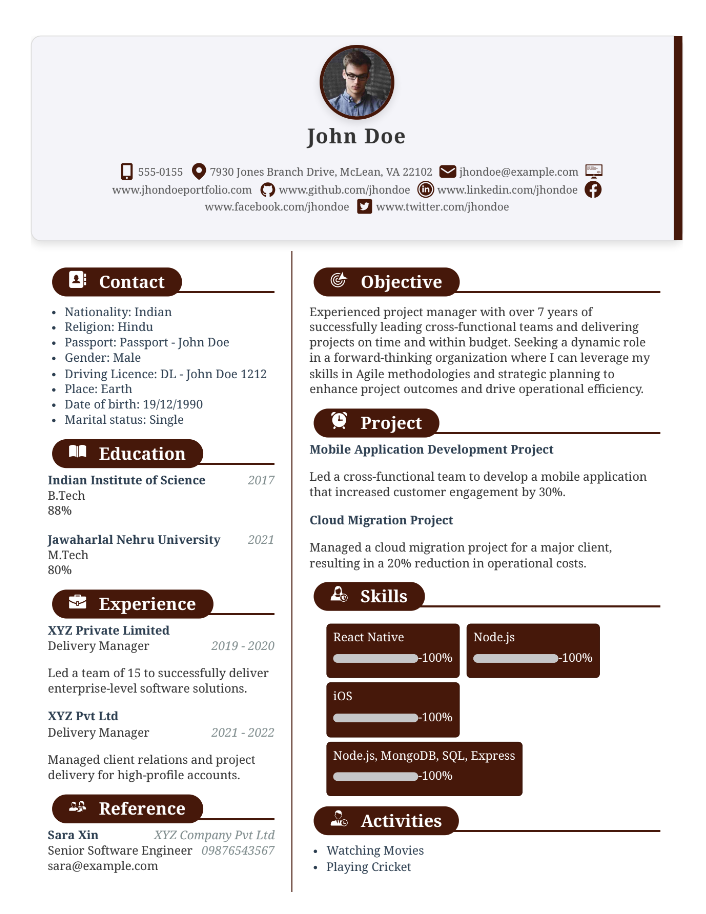 John Doe
555-0155 7930 Jones Branch Drive, McLean, VA 22102 jhondoe@example.com
www.jhondoeportfolio.com www.github.com/jhondoe www.linkedin.com/jhondoe
www.facebook.com/jhondoe www.twitter.com/jhondoe
Contact
• Nationality: Indian
• Religion: Hindu
• Passport: Passport - John Doe
• Gender: Male
• Driving Licence: DL - John Doe 1212
• Place: Earth
• Date of birth: 19/12/1990
• Marital status: Single
Education
Indian Institute of Science 2017
B.Tech
88%
Jawaharlal Nehru University 2021
M.Tech
80%
Experience
XYZ Private Limited
Delivery Manager 2019 - 2020
Led a team of 15 to successfully deliver
enterprise-level software solutions.
XYZ Pvt Ltd
Delivery Manager 2021 - 2022
Managed client relations and project
delivery for high-profile accounts.
Reference
Sara Xin XYZ Company Pvt Ltd
Senior Software Engineer 09876543567
sara@example.com
Objective
Experienced project manager with over 7 years of
successfully leading cross-functional teams and delivering
projects on time and within budget. Seeking a dynamic role
in a forward-thinking organization where I can leverage my
skills in Agile methodologies and strategic planning to
enhance project outcomes and drive operational efficiency.
Project
Mobile Application Development Project
Led a cross-functional team to develop a mobile application
that increased customer engagement by 30%.
Cloud Migration Project
Managed a cloud migration project for a major client,
resulting in a 20% reduction in operational costs.
Skills
React Native
-100%
Node.js
-100%
iOS
-100%
Node.js, MongoDB, SQL, Express
-100%
Activities
• Watching Movies
• Playing Cricket